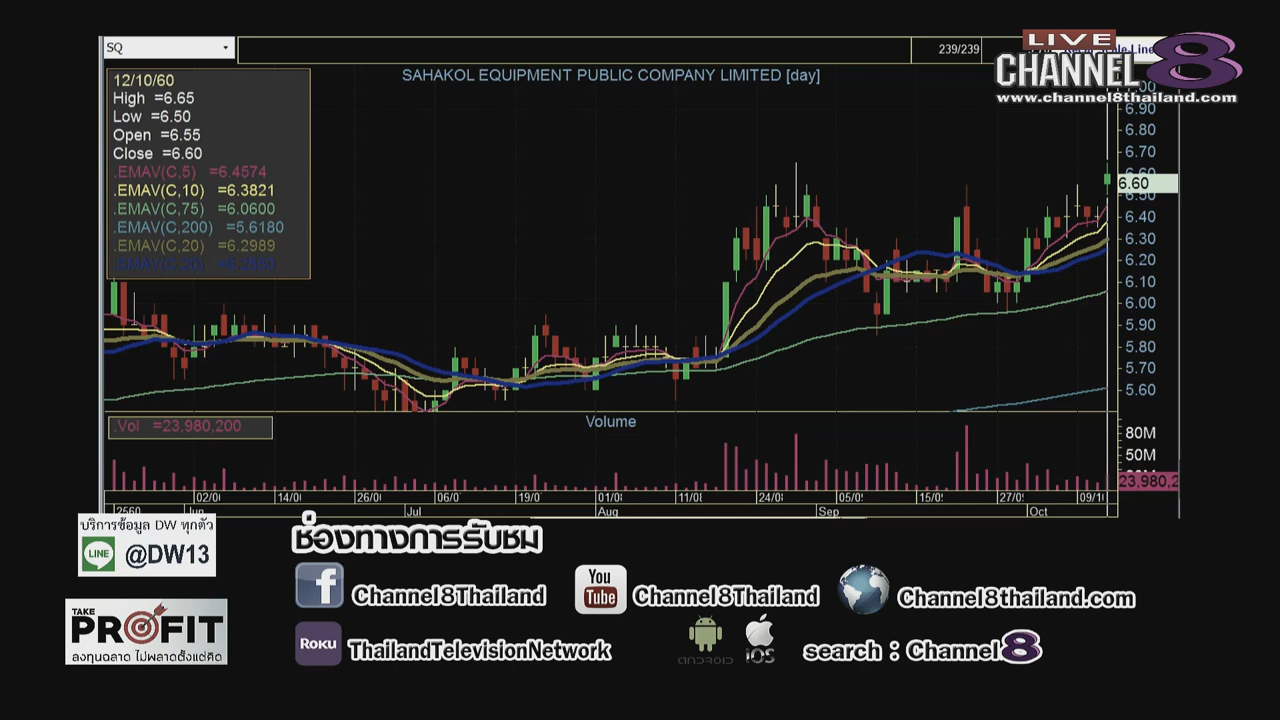 SQ
239/239
LIVE
CHANNEL 8
www.channel8thailand.com
SAHAKOL EQUIPMENT PUBLIC COMPANY LIMITED [day]
12/10/60
High =6.65
Low =6.50
Open =6.55
Close =6.60
.EMAV(C,5) =6.4574
.EMAV(C,10) =6.3821
.EMAV(C,75) =6.0600
.EMAV(C,200) =5.6180
.EMAV(C,20) =6.2989
6.90
6.80
6.70
6.60
6.50
6.40
6.30
6.20
6.10
6.00
5.90
5.80
5.70
5.60
.Vol =23,980,200
Volume
80M
50M
23,980,2
02/0 14/0 26/0 06/0 19/0 01/0 11/0 24/0 05/0 15/0 27/0 09/1
2560 Jun Jul Aug Sep Oct
บริการข้อมูล DW ทุกตัว
LINE @DW13
TAKE
PROFIT
ลงทุนฉลาด ไม่พลาดตั้งแต่คิด
ช่องทางการรับชม
f Channel8Thailand You Tube Channel8Thailand Channel8thailand.com
ROKU ThailandTelevisionNetwork ANDROID iOS search : Channel8